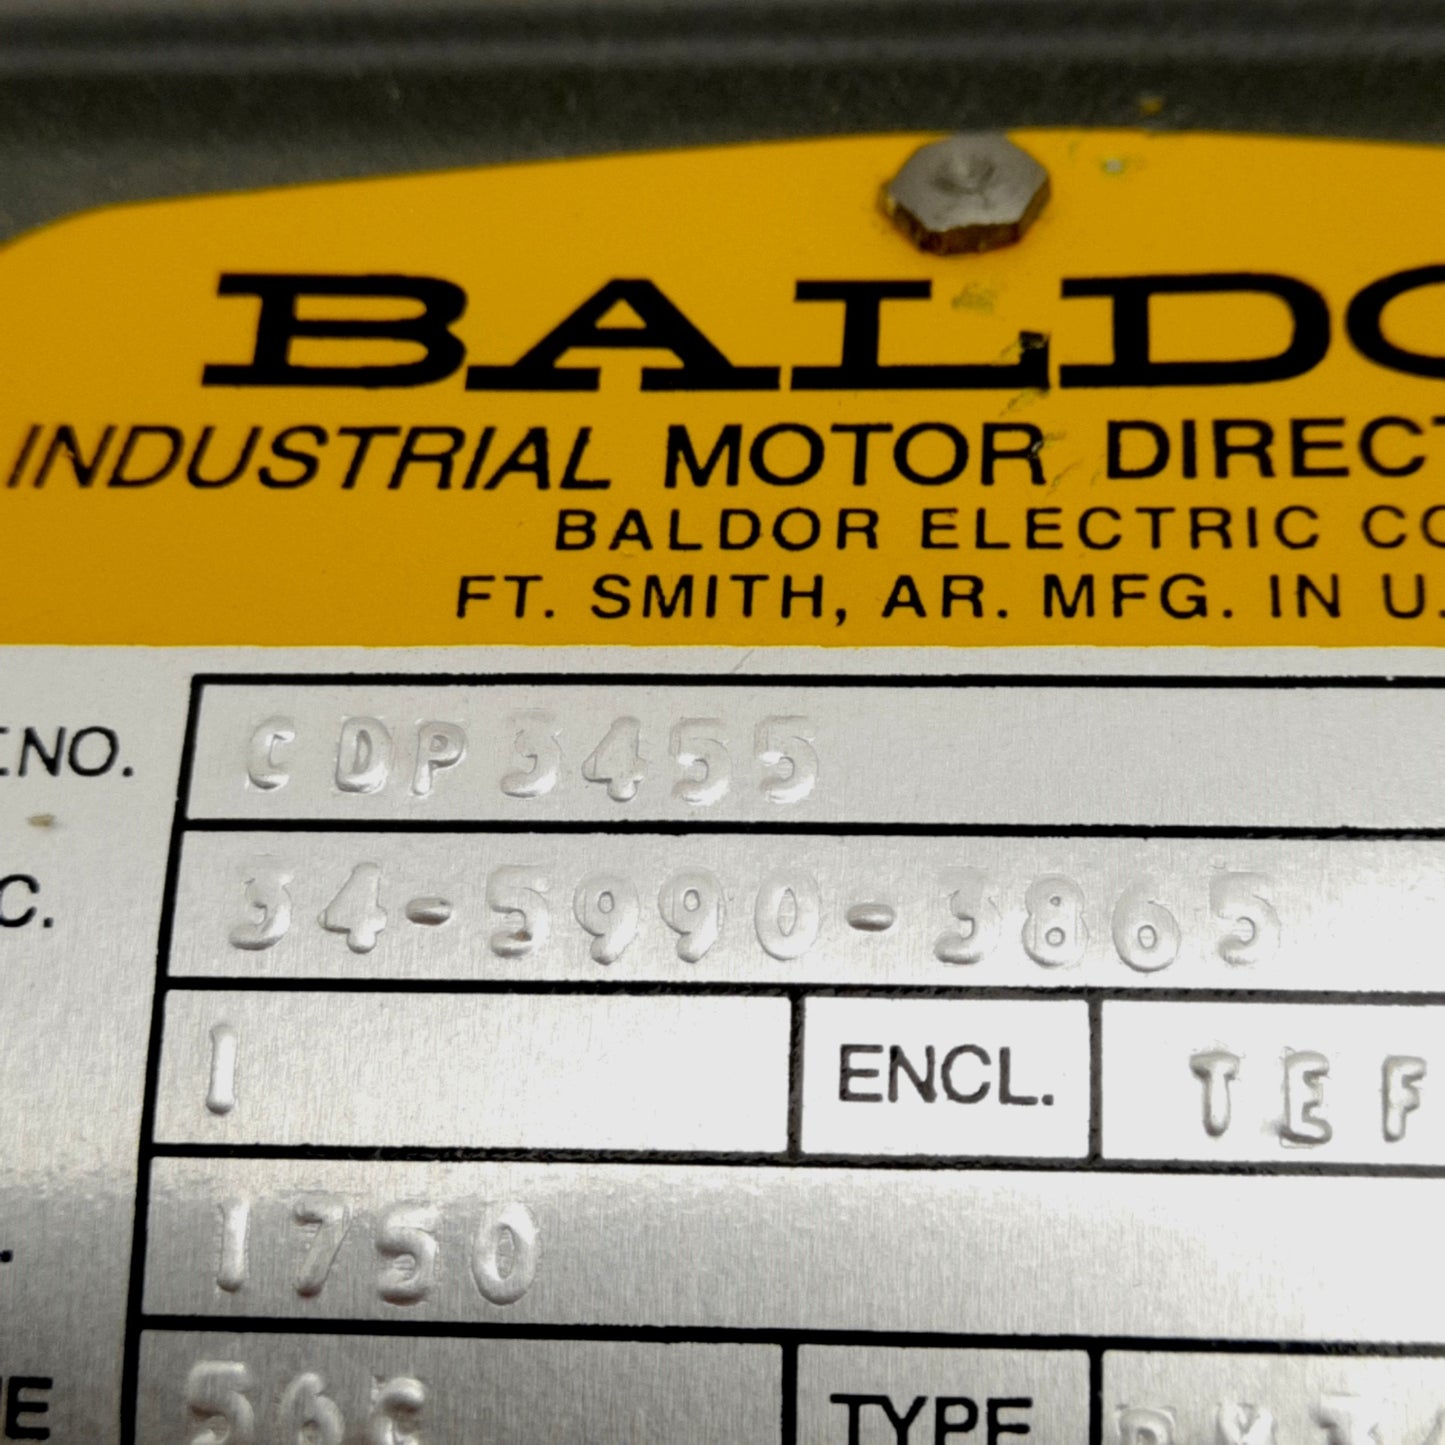 BALDO
INDUSTRIAL MOTOR DIRECT
BALDOR ELECTRIC CO
FT. SMITH, AR. MFG. IN U.
.NO. CDP3455
C. 34-5990-3865
1 ENCL. TEF
. 1750
E 56C TYPE